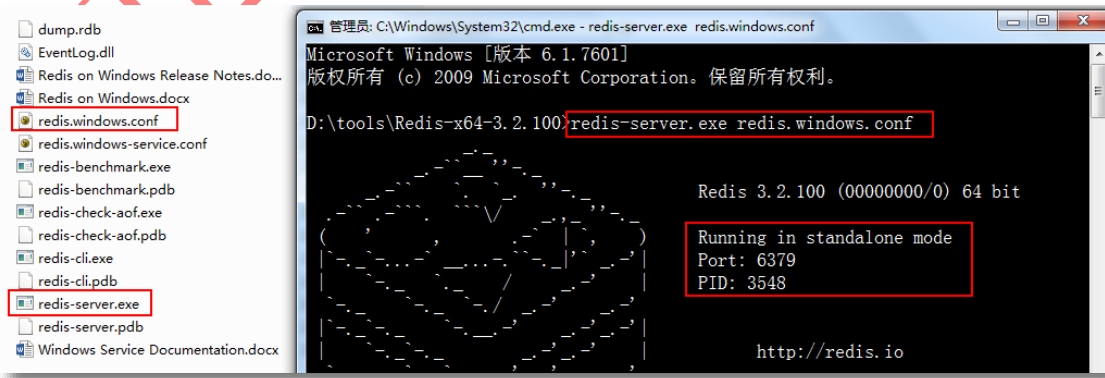 dump.rdb
EventLog.dll
Redis on Windows Release Notes.do...
Redis on Windows.docx
redis.windows.conf
redis.windows-service.conf
redis-benchmark.exe
redis-benchmark.pdb
redis-check-aof.exe
redis-check-aof.pdb
redis-cli.exe
redis-cli.pdb
redis-server.exe
redis-server.pdb
Windows Service Documentation.docx
管理员: C:\Windows\System32\cmd.exe - redis-server.exe redis.windows.conf
Microsoft Windows [版本 6.1.7601]
版权所有 (c) 2009 Microsoft Corporation。保留所有权利。
D:\tools\Redis-x64-3.2.100>redis-server.exe redis.windows.conf
Redis 3.2.100 (00000000/0) 64 bit
Running in standalone mode
Port: 6379
PID: 3548
http://redis.io